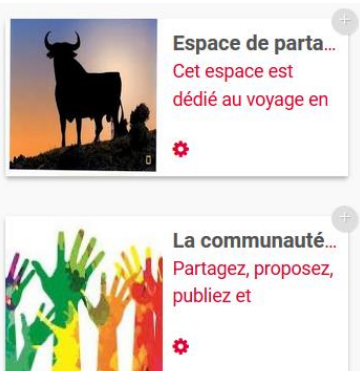 Espace de parta...
Cet espace est
dédié au voyage en
La communauté...
Partagez, proposez,
publiez et